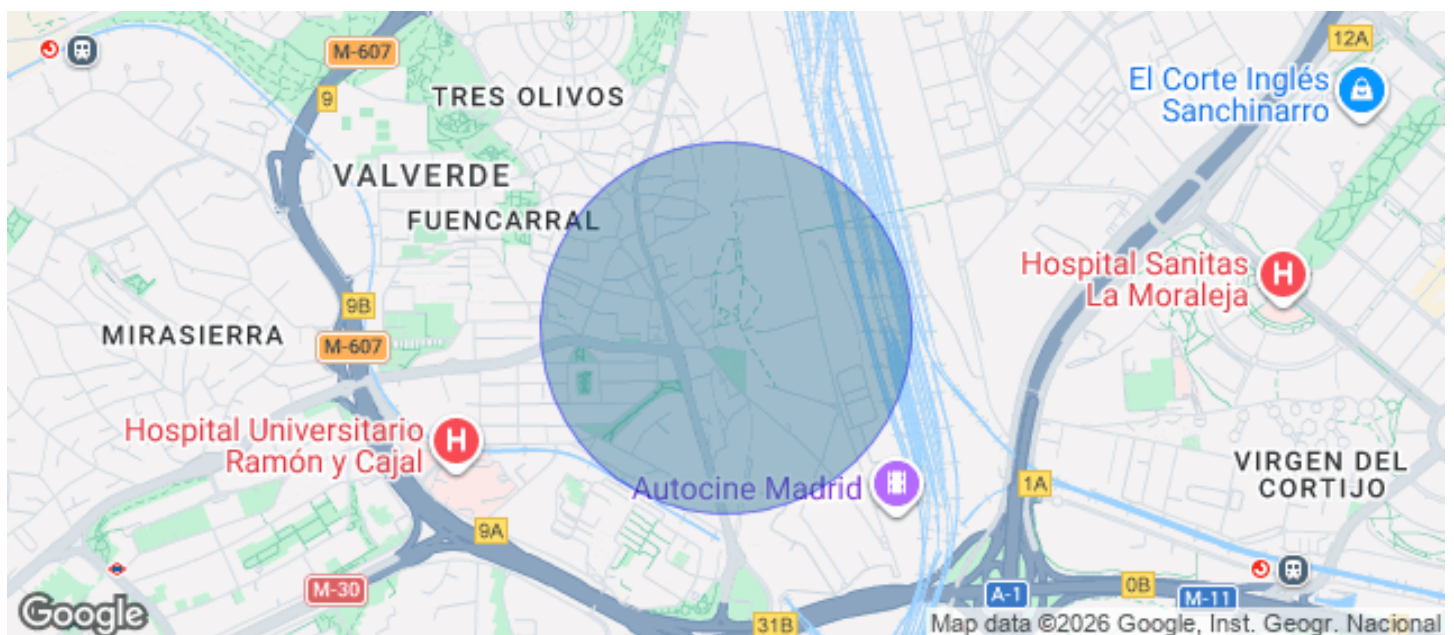 12A
M-607
El Corte Inglés
Sanchinarro
9
TRES OLIVOS
VALVERDE
FUENCARRAL
Hospital Sanitas
La Moraleja
9B
MIRASIERRA
M-607
Hospital Universitario
Ramón y Cajal
VIRGEN DEL
CORTIJO
Autocine Madrid
1A
9A
M-30
0B
A-1
M-11
Google
31B
Map data ©2026 Google, Inst. Geogr. Nacional